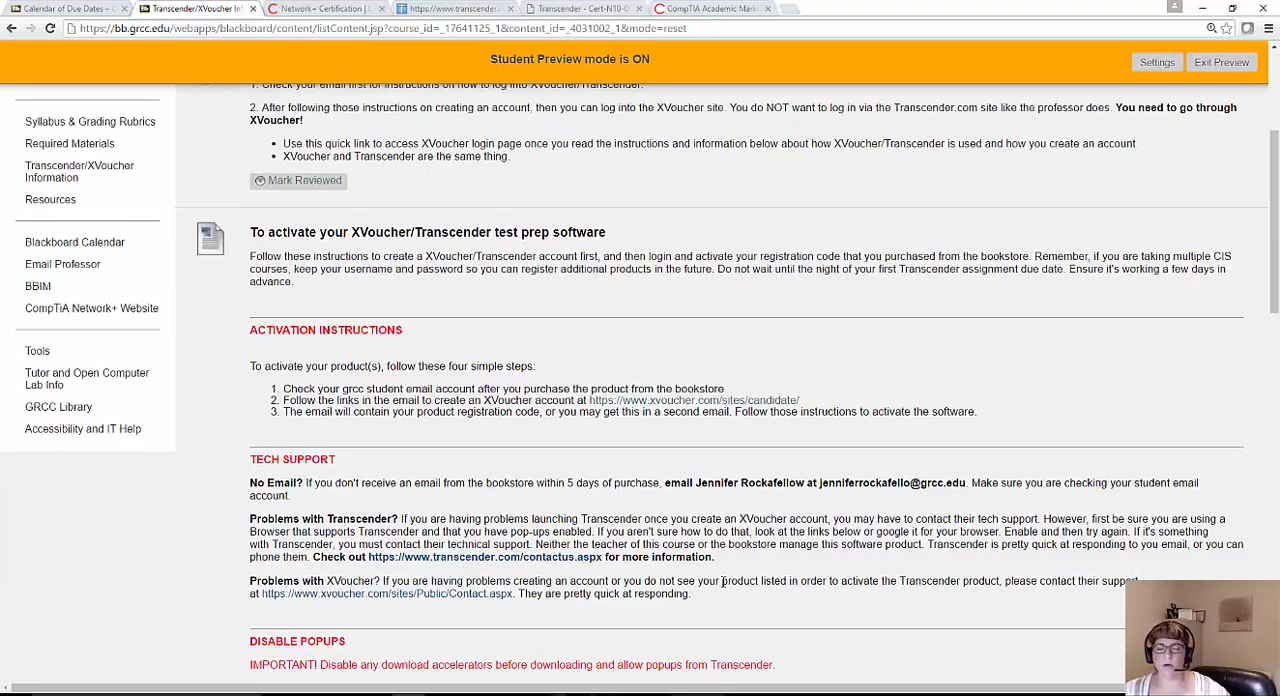 Calendar of Due Dates –
Transcender/XVoucher Inf
Network+ Certification | C
https://www.transcender.
Transcender - Cert-N10-0
CompTIA Academic Mark
https://bb.grcc.edu/webapps/blackboard/content/listContent.jsp?course_id=_17641125_1&content_id=_4031002_1&mode=reset
Student Preview mode is ON
Settings
Exit Preview
1. Check your email first for instructions on how to log into XVoucher/Transcender.
2. After following those instructions on creating an account, then you can log into the XVoucher site. You do NOT want to log in via the Transcender.com site like the professor does. You need to go through
XVoucher!
• Use this quick link to access XVoucher login page once you read the instructions and information below about how XVoucher/Transcender is used and how you create an account
• XVoucher and Transcender are the same thing.
Mark Reviewed
Syllabus & Grading Rubrics
Required Materials
Transcender/XVoucher
Information
Resources
Blackboard Calendar
Email Professor
BBIM
CompTiA Network+ Website
Tools
Tutor and Open Computer
Lab Info
GRCC Library
Accessibility and IT Help
To activate your XVoucher/Transcender test prep software
Follow these instructions to create a XVoucher/Transcender account first, and then login and activate your registration code that you purchased from the bookstore. Remember, if you are taking multiple CIS
courses, keep your username and password so you can register additional products in the future. Do not wait until the night of your first Transcender assignment due date. Ensure it's working a few days in
advance.
ACTIVATION INSTRUCTIONS
To activate your product(s), follow these four simple steps:
1. Check your grcc student email account after you purchase the product from the bookstore
2. Follow the links in the email to create an XVoucher account at https://www.xvoucher.com/sites/candidate/
3. The email will contain your product registration code, or you may get this in a second email. Follow those instructions to activate the software.
TECH SUPPORT
No Email? If you don't receive an email from the bookstore within 5 days of purchase, email Jennifer Rockafellow at jenniferrockafello@grcc.edu. Make sure you are checking your student email
account.
Problems with Transcender? If you are having problems launching Transcender once you create an XVoucher account, you may have to contact their tech support. However, first be sure you are using a
Browser that supports Transcender and that you have pop-ups enabled. If you aren't sure how to do that, look at the links below or google it for your browser. Enable and then try again. If it's something
with Transcender, you must contact their technical support. Neither the teacher of this course or the bookstore manage this software product. Transcender is pretty quick at responding to you email, or you can
phone them. Check out https://www.transcender.com/contactus.aspx for more information.
Problems with XVoucher? If you are having problems creating an account or you do not see your product listed in order to activate the Transcender product, please contact their support
at https://www.xvoucher.com/sites/Public/Contact.aspx. They are pretty quick at responding.
DISABLE POPUPS
IMPORTANT! Disable any download accelerators before downloading and allow popups from Transcender.